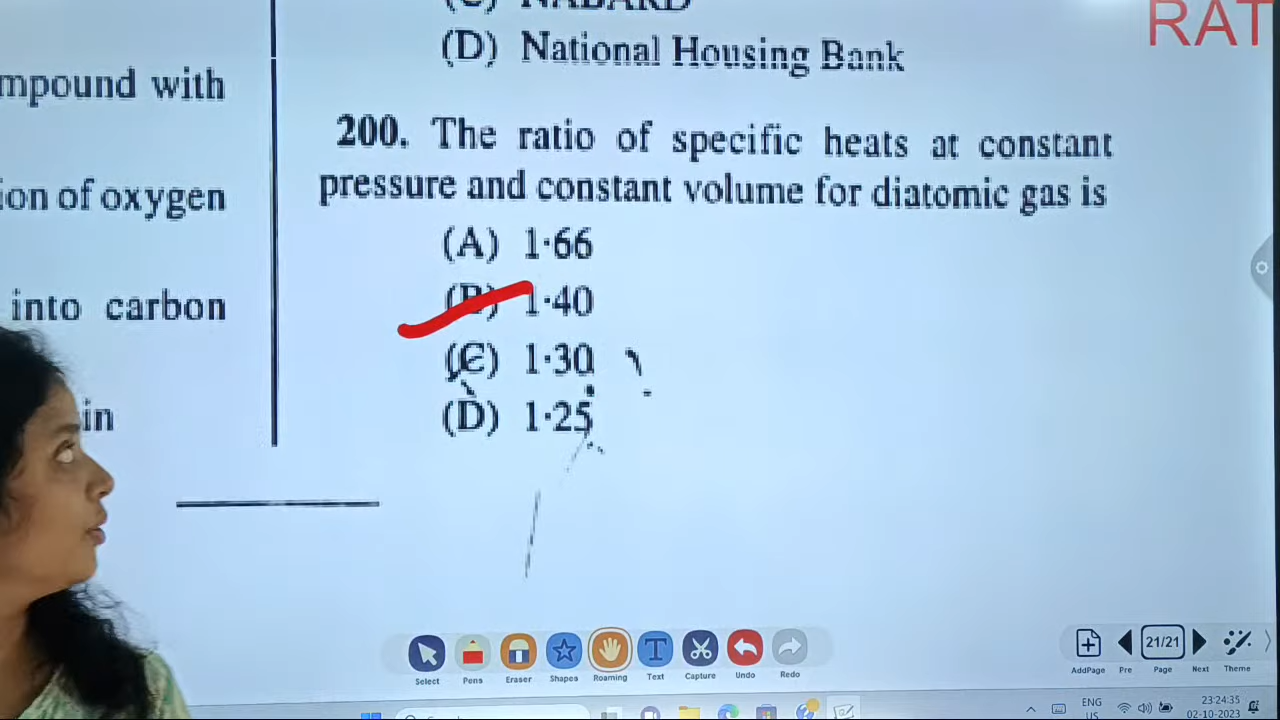 (C) NABARD
(D) National Housing Bank
RAT
mpound with
ion of oxygen
into carbon
in
200. The ratio of specific heats at constant
pressure and constant volume for diatomic gas is
(A) 1·66
(B) 1·40
(C) 1·30
(D) 1·25
Select
Pens
Eraser
Shapes
Roaming
Text
Capture
Undo
Redo
AddPage
Pre
21/21
Page
Next
Theme
ENG
US
23:24:35
02-10-2023